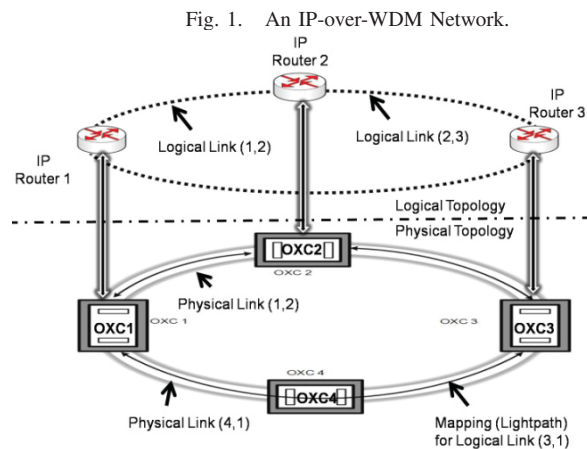 Fig. 1. An IP-over-WDM Network.
IP
Router 2
IP
Router 3
Logical Link (1,2)
Logical Link (2,3)
IP
Router 1
Logical Topology
Physical Topology
OXC2
OXC 2
Physical Link (1,2)
OXC1
OXC 1
OXC 3
OXC3
OXC 4
OXC4
Physical Link (4,1)
Mapping (Lightpath)
for Logical Link (3,1)